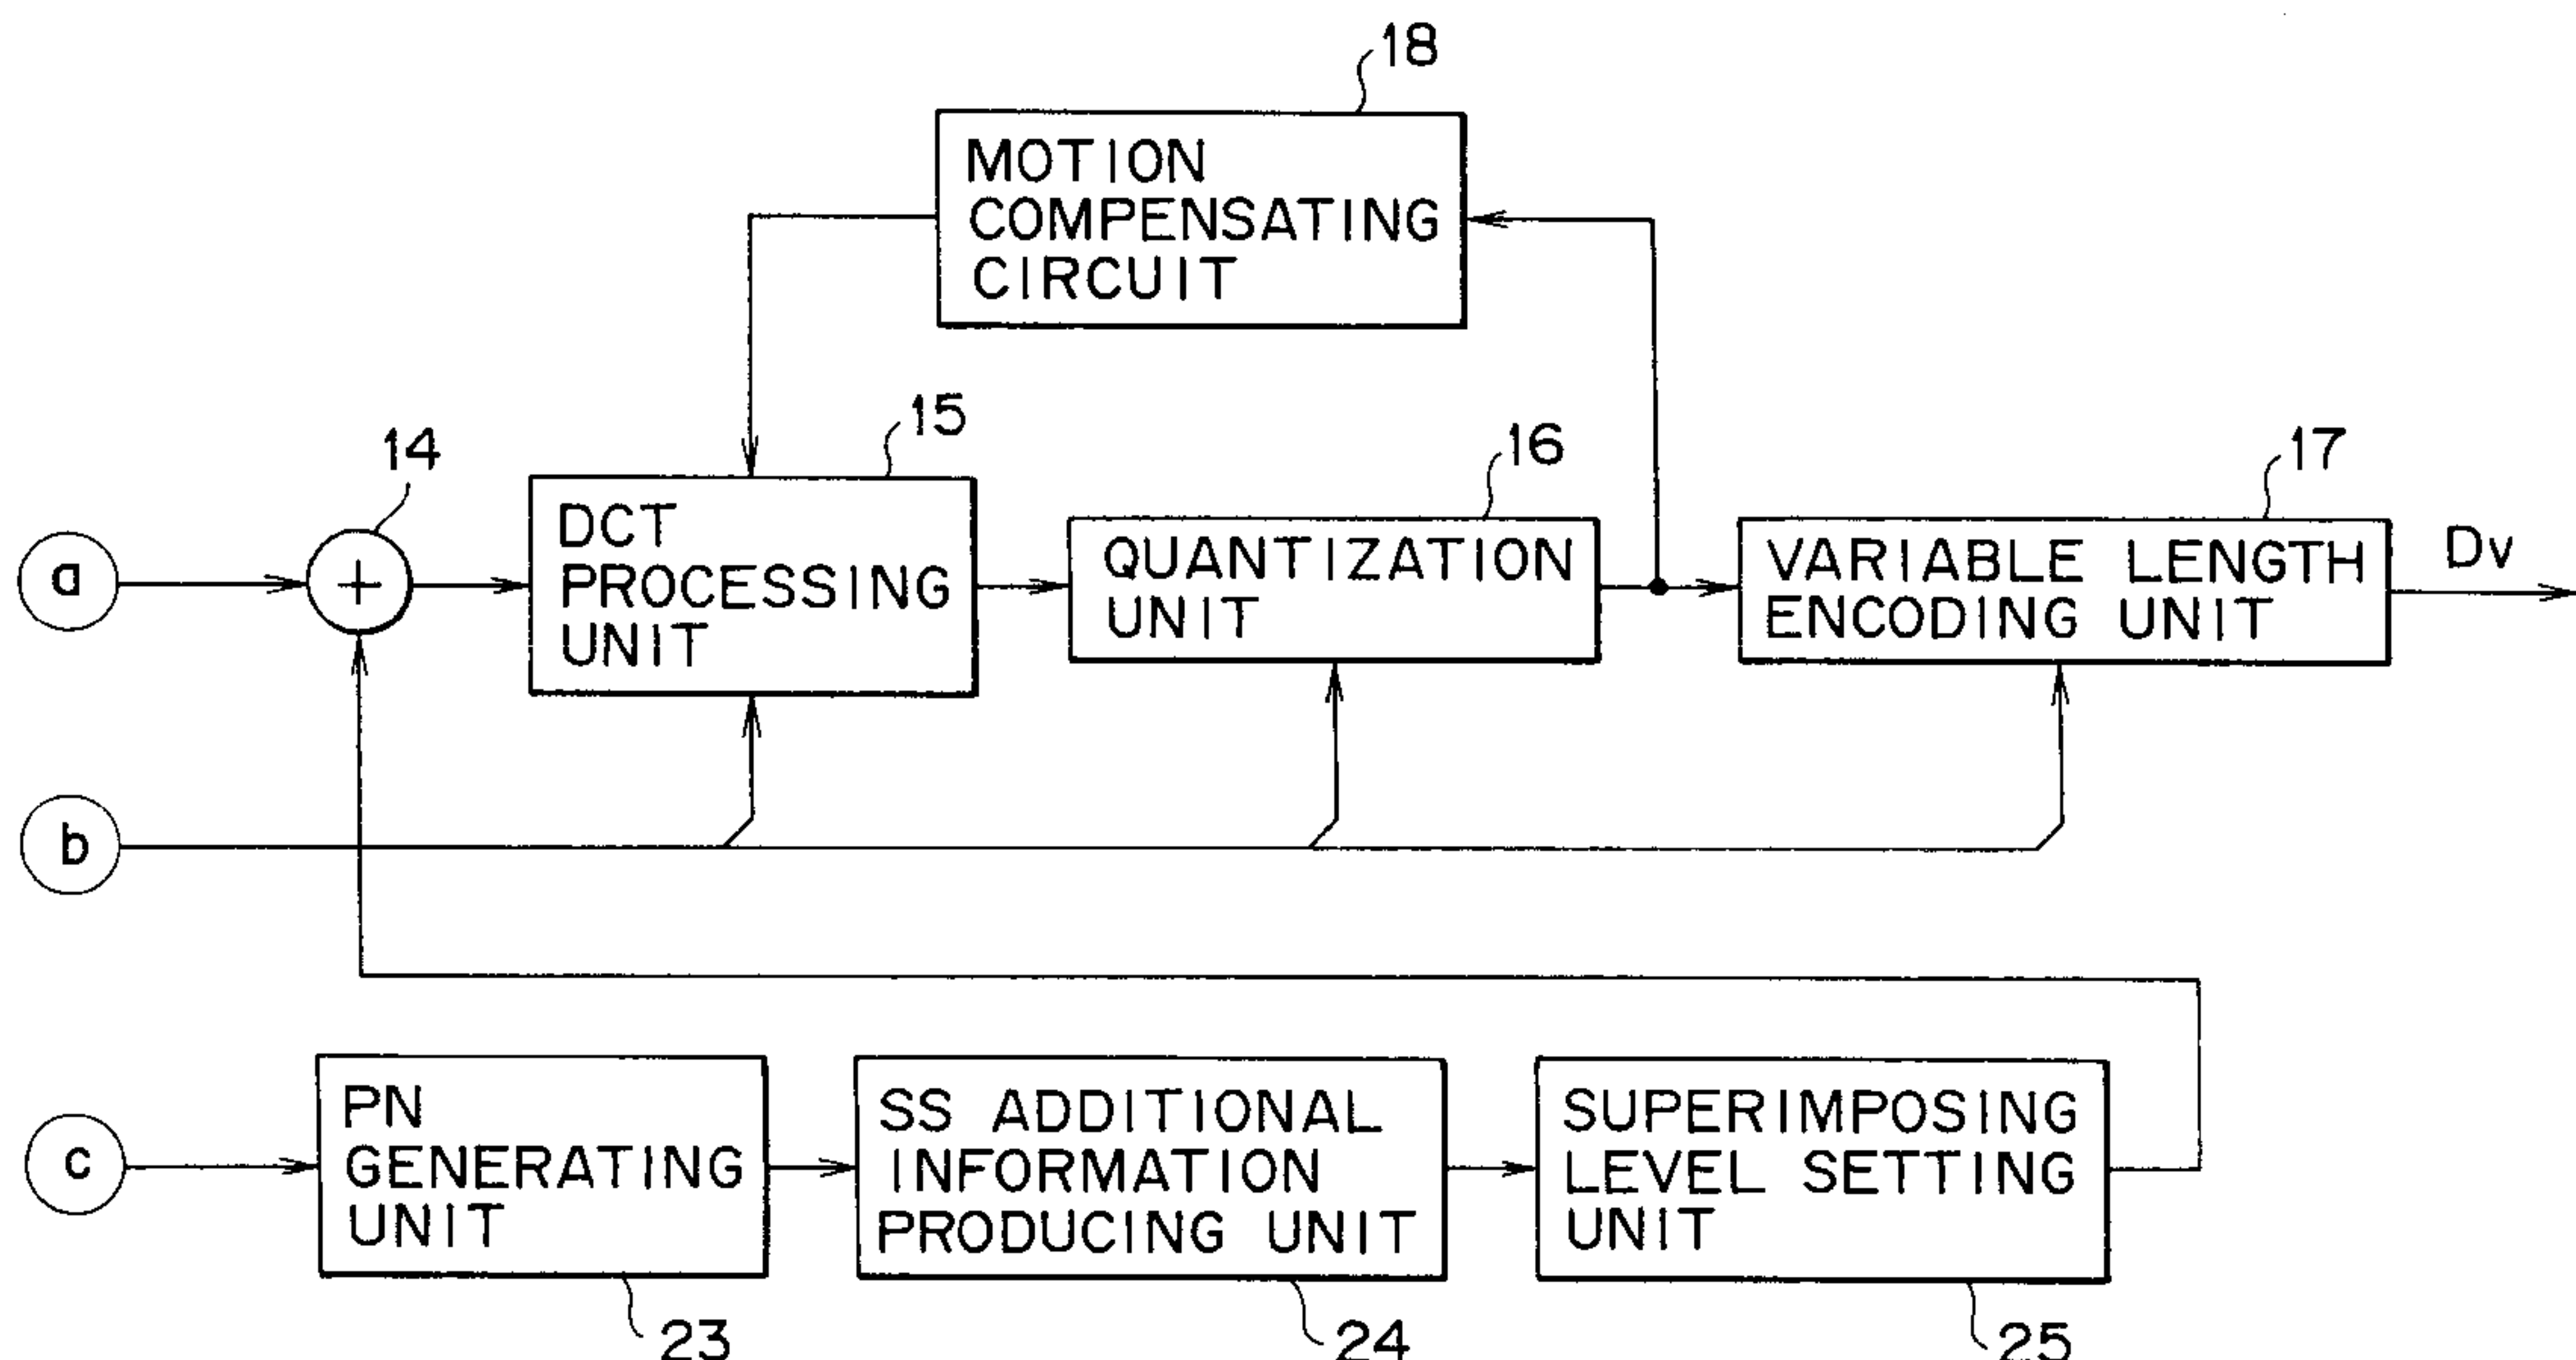 18
MOTION
COMPENSATING
CIRCUIT
14
15
16
17
a
+
DCT
PROCESSING
UNIT
QUANTIZATION
UNIT
VARIABLE LENGTH
ENCODING UNIT
Dv
b
c
PN
GENERATING
UNIT
SS ADDITIONAL
INFORMATION
PRODUCING UNIT
SUPERIMPOSING
LEVEL SETTING
UNIT
23
24
25